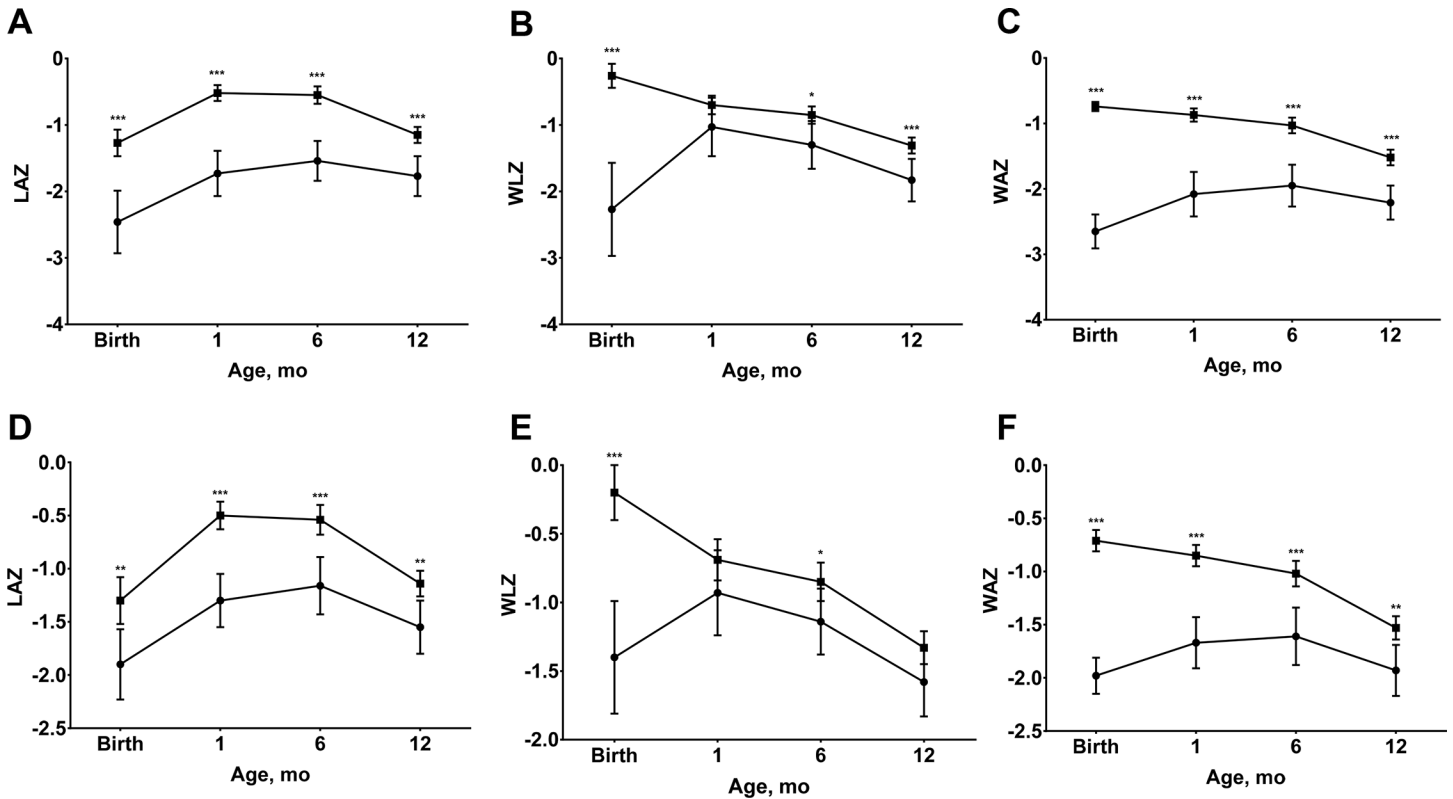 A
B
C
0
-1
-2
-3
-4
LAZ
***
***
***
***
Birth
1
6
12
Age, mo
0
-1
-2
-3
-4
WLZ
***
*
***
Birth
1
6
12
Age, mo
0
-1
-2
-3
-4
WAZ
***
***
***
***
Birth
1
6
12
Age, mo
D
E
F
0.0
-0.5
-1.0
-1.5
-2.0
-2.5
LAZ
**
***
***
**
Birth
1
6
12
Age, mo
0.0
-0.5
-1.0
-1.5
-2.0
WLZ
***
*
Birth
1
6
12
Age, mo
0.0
-0.5
-1.0
-1.5
-2.0
-2.5
WAZ
***
***
***
**
Birth
1
6
12
Age, mo